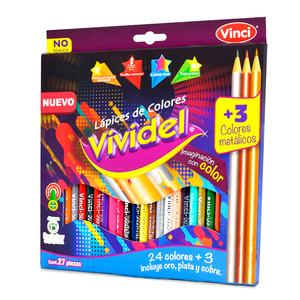 Vinci
NO
TÓXICO
NUEVO
Lápices de Colores
Vividel
Imaginación
con color
+3
Colores
metálicos
24 colores + 3
incluye oro, plata y cobre.
Cont. 27 piezas